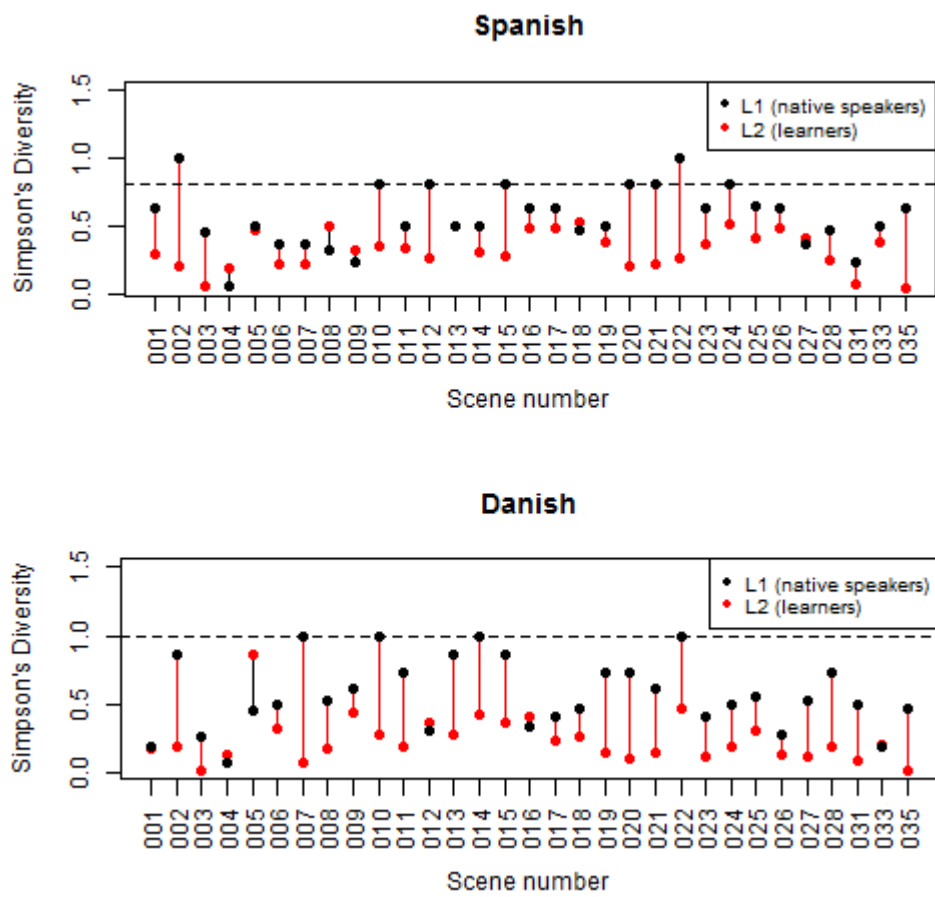 Spanish
Simpson's Diversity
1.5
1.0
0.5
0.0
L1 (native speakers)
L2 (learners)
001 002 003 004 005 006 007 008 009 010 011 012 013 014 015 016 017 018 019 020 021 022 023 024 025 026 027 028 031 033 035
Scene number
Danish
Simpson's Diversity
1.5
1.0
0.5
0.0
L1 (native speakers)
L2 (learners)
001 002 003 004 005 006 007 008 009 010 011 012 013 014 015 016 017 018 019 020 021 022 023 024 025 026 027 028 031 033 035
Scene number